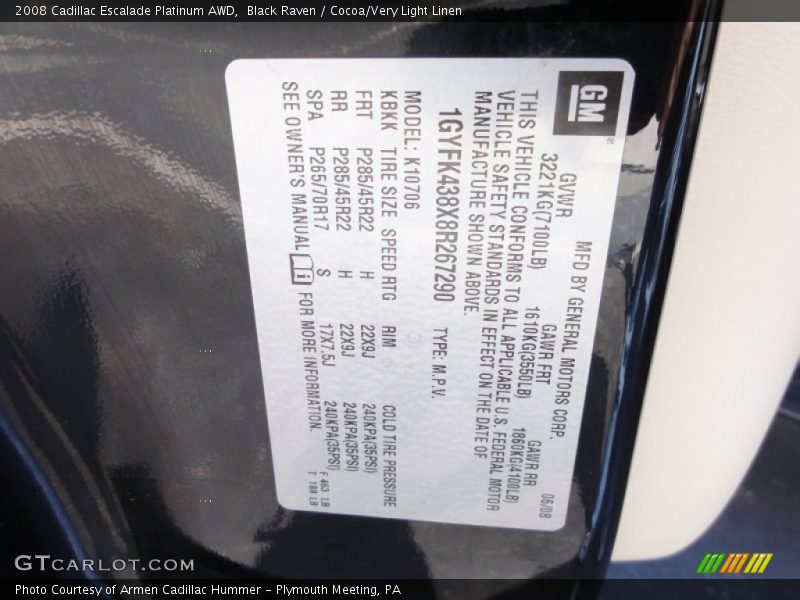 2008 Cadillac Escalade Platinum AWD, Black Raven / Cocoa/Very Light Linen
GM
MFD BY GENERAL MOTORS CORP.
06/08
GVWR GAWR FRT GAWR RR
3221KG(7100LB) 1610KG(3550LB) 1860KG(4100LB)
THIS VEHICLE CONFORMS TO ALL APPLICABLE U.S. FEDERAL MOTOR
VEHICLE SAFETY STANDARDS IN EFFECT ON THE DATE OF
MANUFACTURE SHOWN ABOVE.
1GYFK438X8R267290 TYPE: M.P.V.
MODEL: K10706
KBKK TIRE SIZE SPEED RTG RIM COLD TIRE PRESSURE
FRT P285/45R22 H 22X9J 240KPA(35PSI)
RR P285/45R22 H 22X9J 240KPA(35PSI)
SPA P265/70R17 S 17X7.5J 240KPA(35PSI)
SEE OWNER'S MANUAL i FOR MORE INFORMATION.
F 463 LB
T 188 LB
GTCARLOT.COM
Photo Courtesy of Armen Cadillac Hummer - Plymouth Meeting, PA